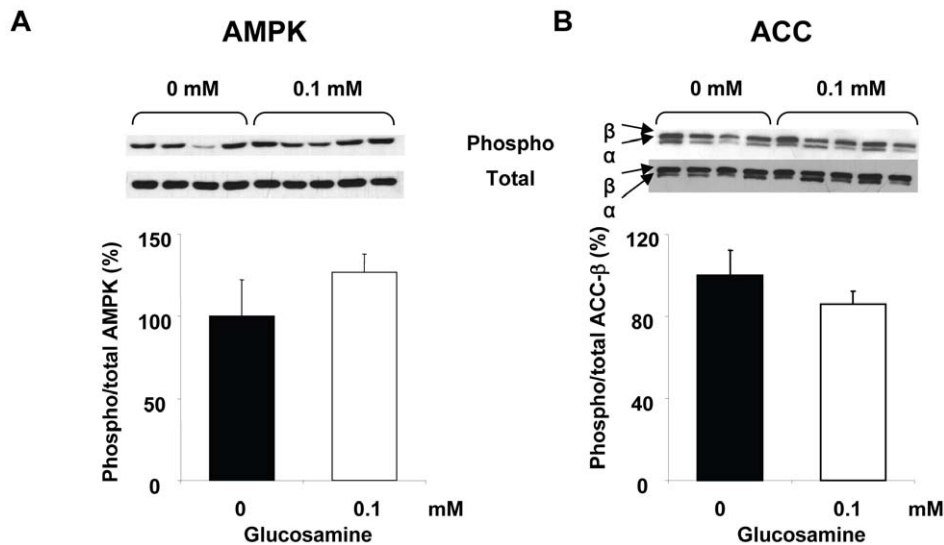 A
AMPK
0 mM 0.1 mM
Phospho
Total
150
100
50
0
Phospho/total AMPK (%)
0 0.1 mM
Glucosamine
B
ACC
0 mM 0.1 mM
β
α
β
α
120
80
40
0
Phospho/total ACC-β (%)
0 0.1 mM
Glucosamine